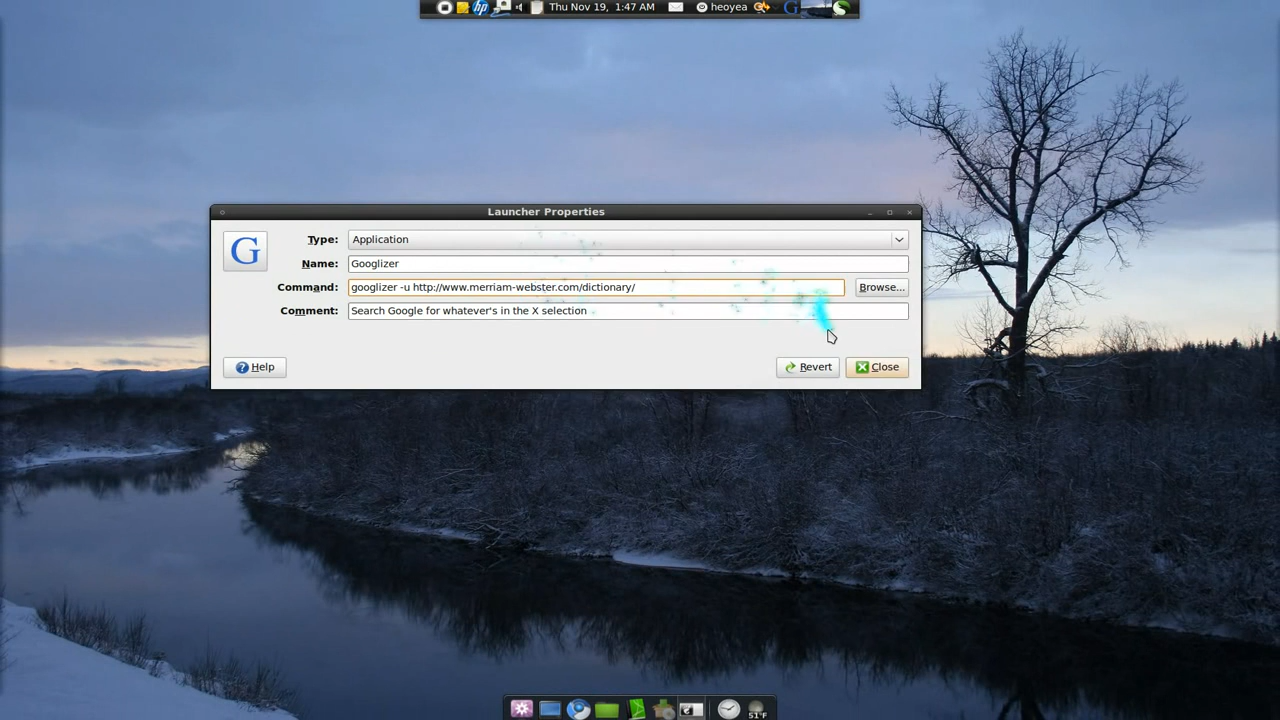 hp Thu Nov 19, 1:47 AM heoyea G
Launcher Properties
G
Type: Application
Name: Googlizer
Command: googlizer -u http://www.merriam-webster.com/dictionary/ Browse...
Comment: Search Google for whatever's in the X selection
Help Revert Close
51°F